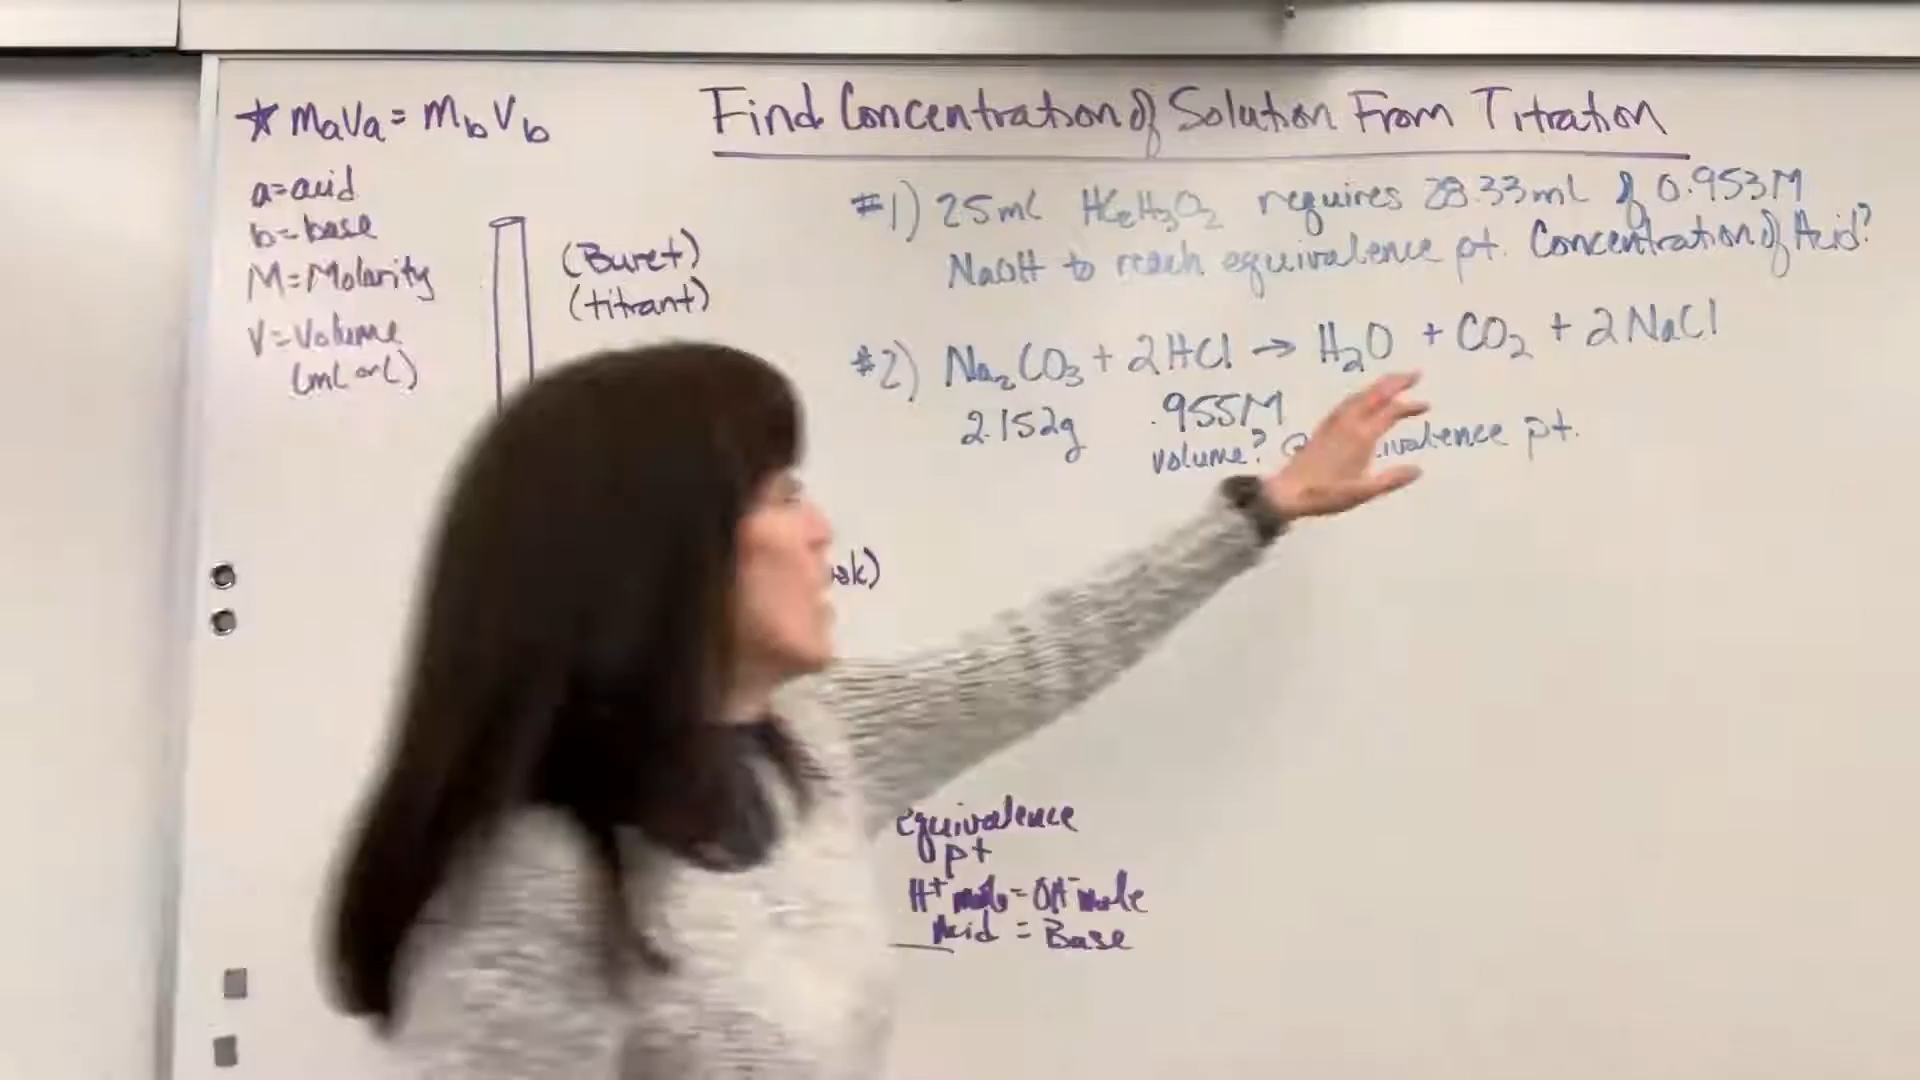 ★ MaVa = MbVb
a=acid
b=base
M=Molarity
V=Volume
(mL or L)
(Buret)
(titrant)
Find Concentration of Solution From Titration
#1) 25mL HC₂H₃O₂ requires 28.33mL of 0.953M
NaOH to reach equivalence pt. Concentration of Acid?
#2) Na₂CO₃ + 2HCl → H₂O + CO₂ + 2NaCl
2.152g .955M
volume? pt.
equivalence
pt
H⁺ mole = OH⁻ mole
Acid = Base